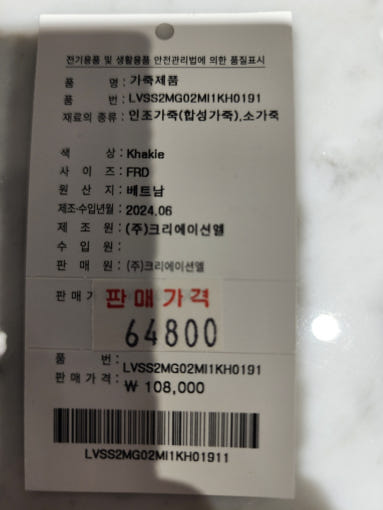 전기용품 및 생활용품 안전관리법에 의한 품질표시
품 명 : 가죽제품
품 번 : LVSS2MG02MI1KH0191
재료의 종류 : 인조가죽(합성가죽),소가죽
색 상 : Khakie
사 이 즈 : FRD
원 산 지 : 베트남
제조·수입년월 : 2024.06
제 조 원 : (주)크리에이션엘
수 입 원 :
판 매 원 : (주)크리에이션엘
판 매 가
판매가격
64800
품 번 : LVSS2MG02MI1KH0191
판 매 가 격 : ₩ 108,000
LVSS2MG02MI1KH01911